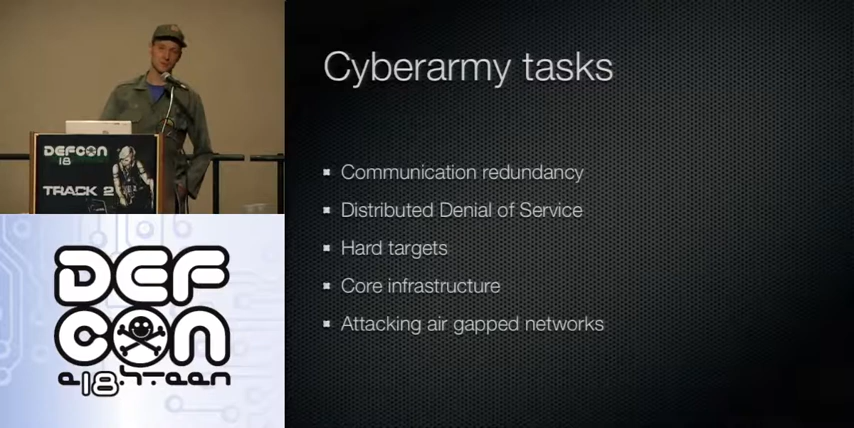 DEFCON
18
TRACK 2
DEF
CON
e18hteen
Cyberarmy tasks
Communication redundancy
Distributed Denial of Service
Hard targets
Core infrastructure
Attacking air gapped networks